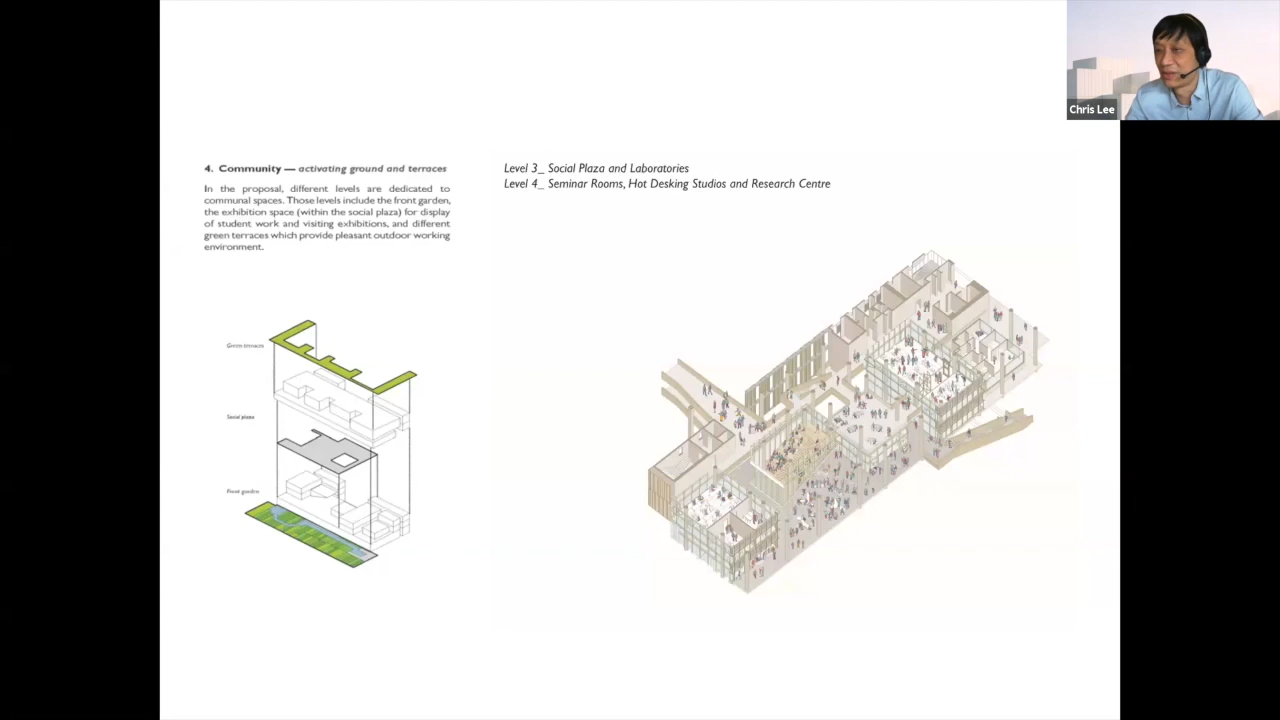 Chris Lee
4. Community — activating ground and terraces
In the proposal, different levels are dedicated to
communal spaces. Those levels include the front garden,
the exhibition space (within the social plaza) for display
of student work and visiting exhibitions, and different
green terraces which provide pleasant outdoor working
environment.
Level 3_ Social Plaza and Laboratories
Level 4_ Seminar Rooms, Hot Desking Studios and Research Centre
Green terraces
Social plaza
Front garden